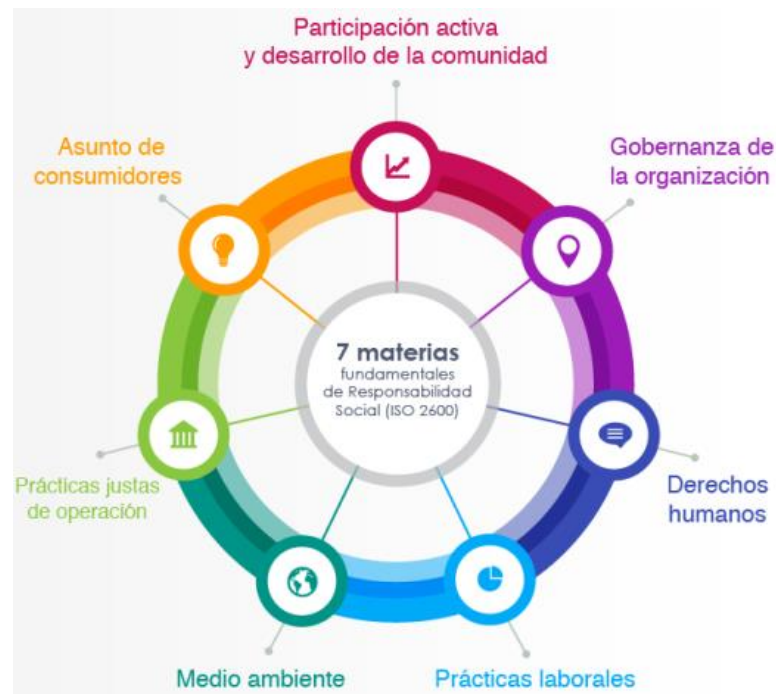 Participación activa
y desarrollo de la comunidad
Asunto de
consumidores
Gobernanza de
la organización
7 materias
fundamentales
de Responsabilidad
Social (ISO 2600)
Prácticas justas
de operación
Derechos
humanos
Medio ambiente
Prácticas laborales